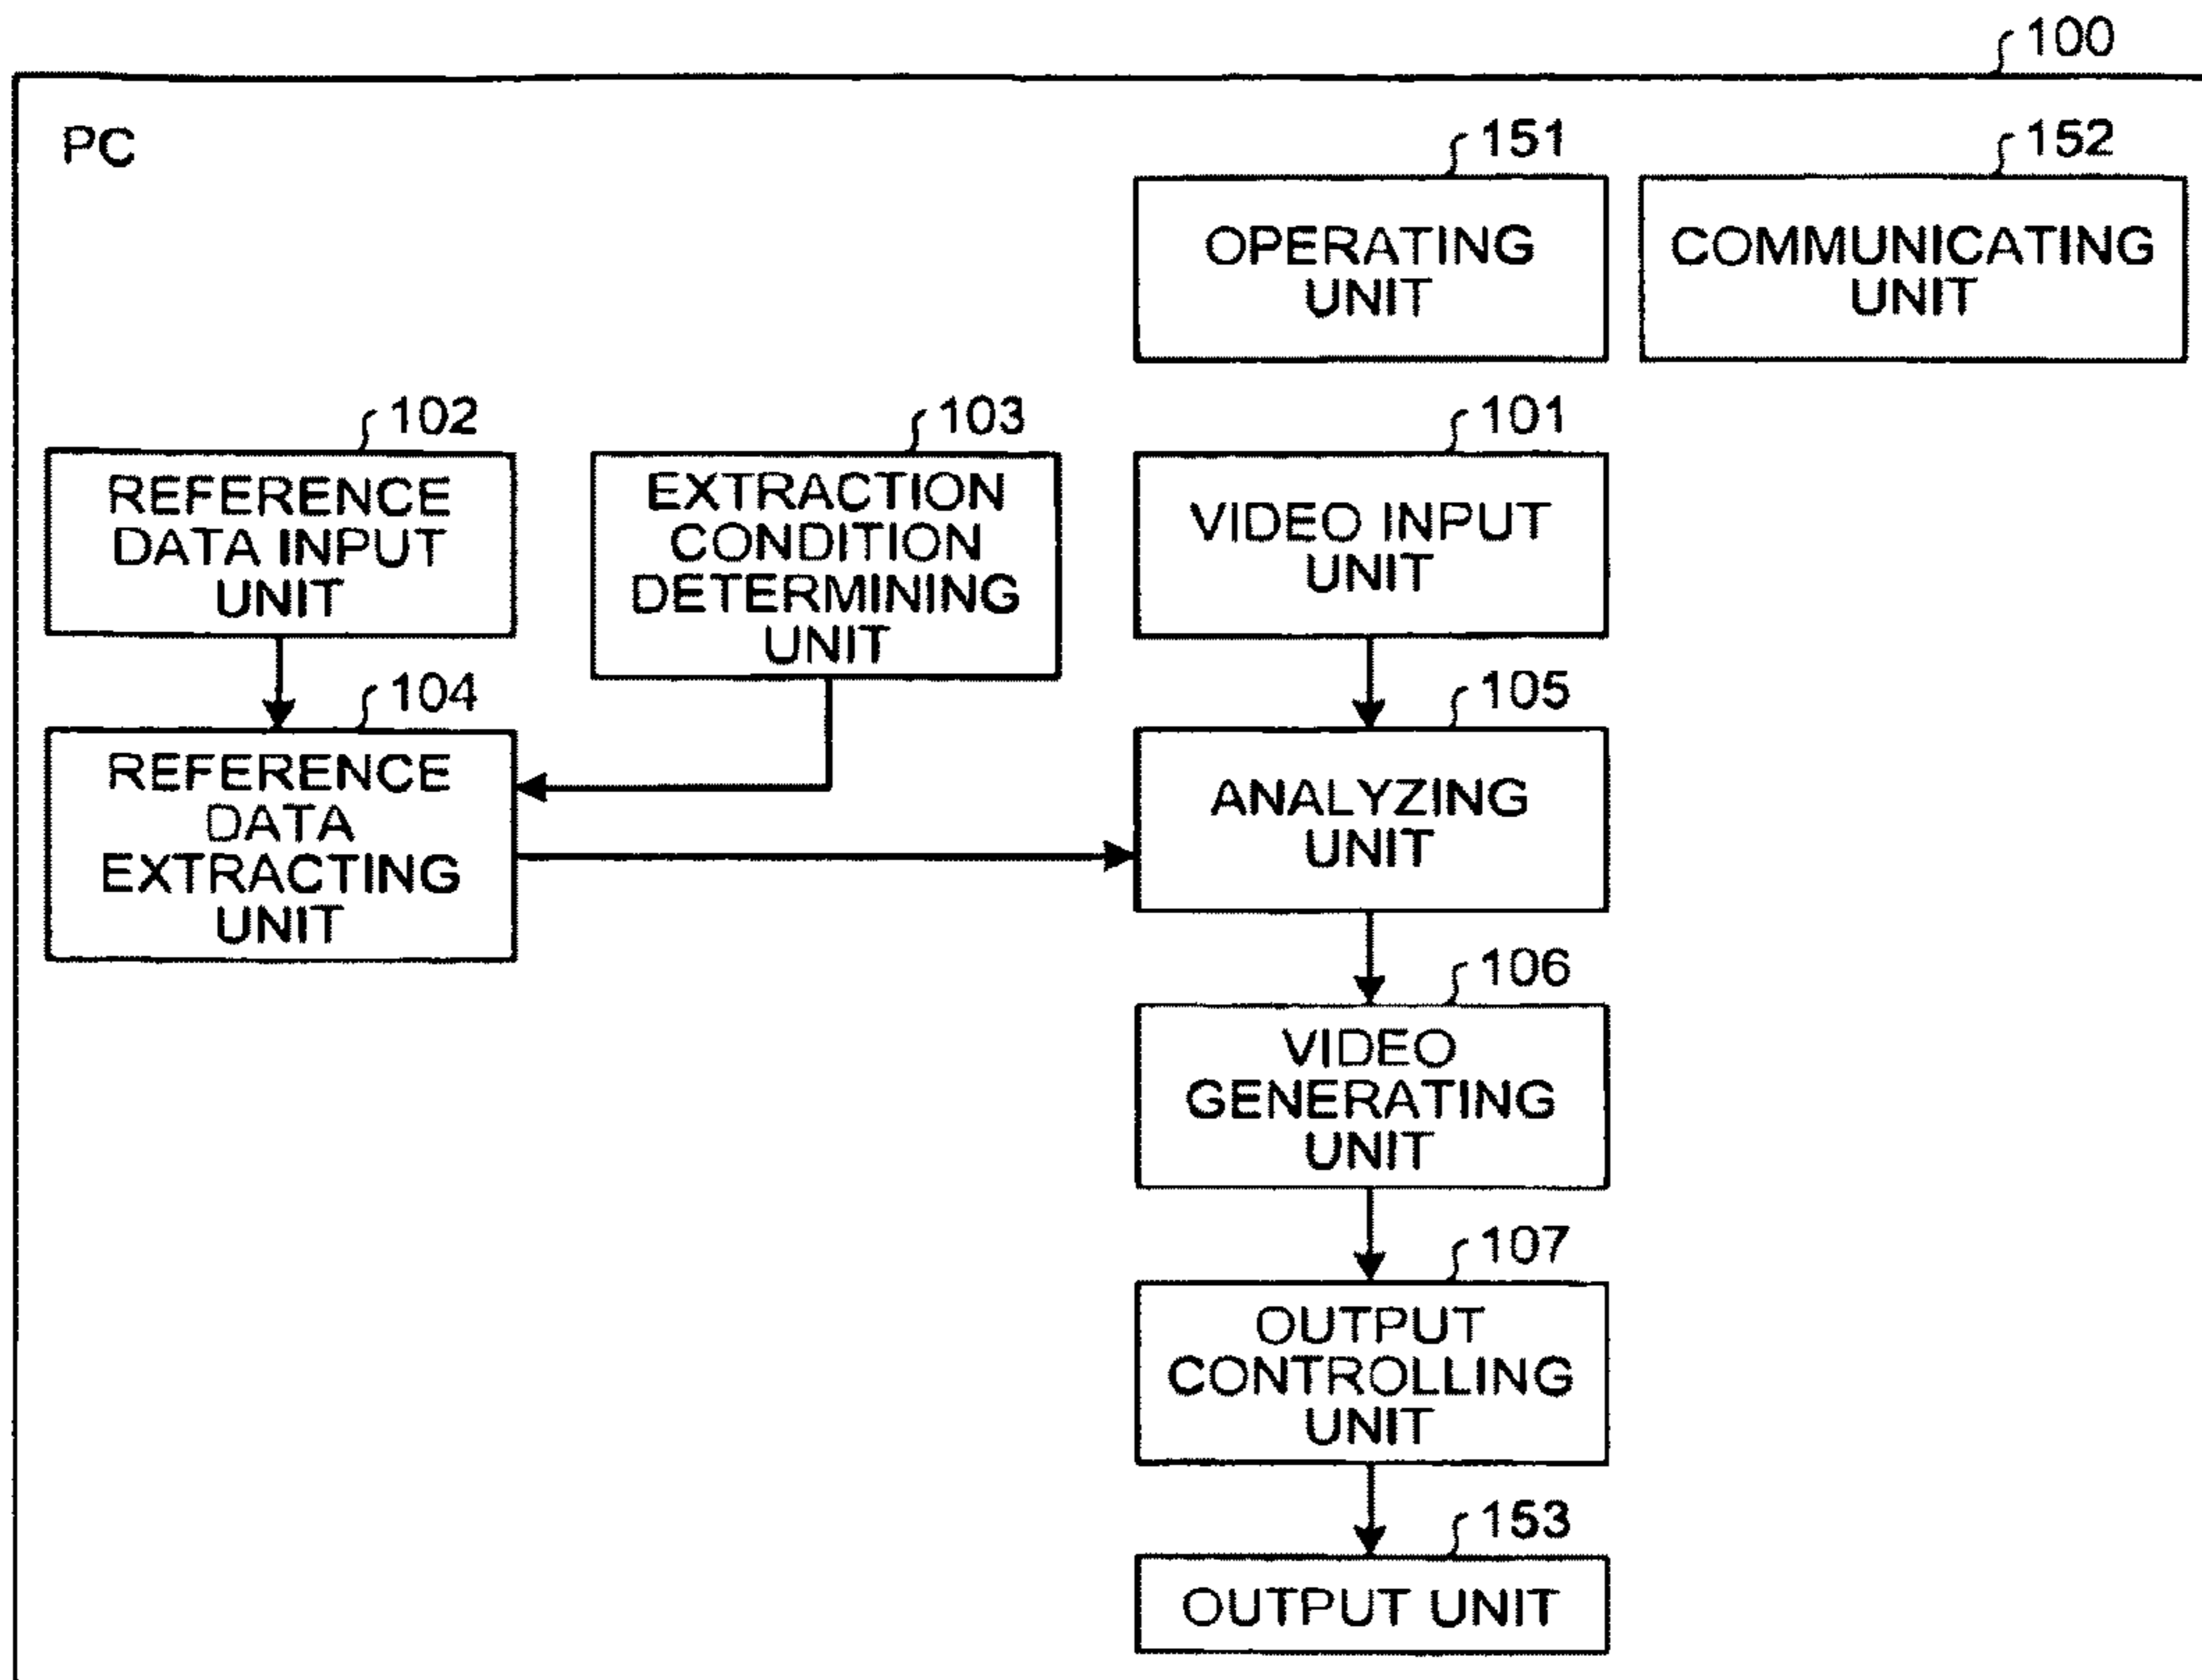 100
PC
151
OPERATING
UNIT
152
COMMUNICATING
UNIT
102
REFERENCE
DATA INPUT
UNIT
103
EXTRACTION
CONDITION
DETERMINING
UNIT
101
VIDEO INPUT
UNIT
104
REFERENCE
DATA
EXTRACTING
UNIT
105
ANALYZING
UNIT
106
VIDEO
GENERATING
UNIT
107
OUTPUT
CONTROLLING
UNIT
153
OUTPUT UNIT